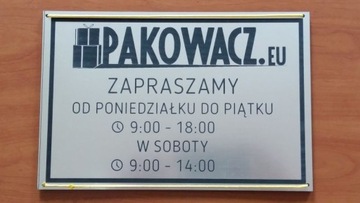 PAKOWACZ.EU
ZAPRASZAMY
OD PONIEDZIAŁKU DO PIĄTKU
9:00 - 18:00
W SOBOTY
9:00 - 14:00